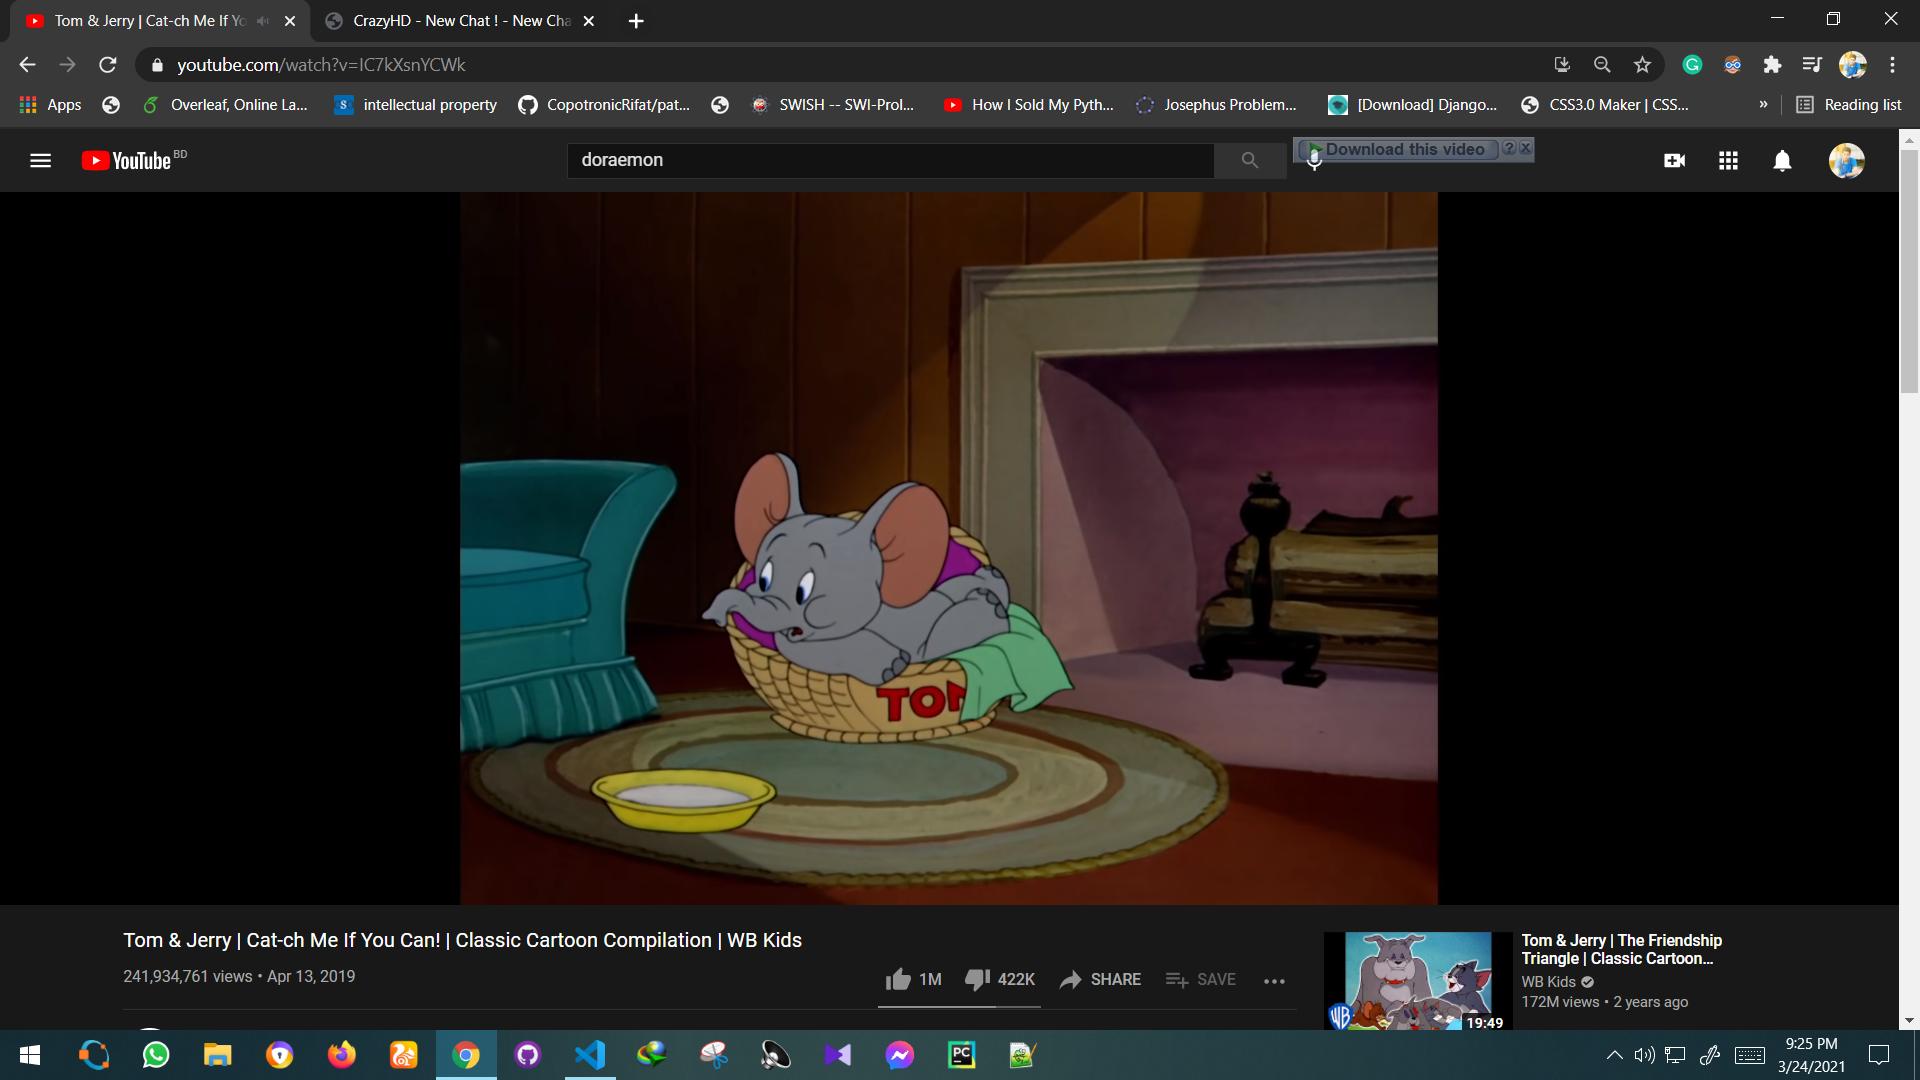 Tom & Jerry | Cat-ch Me If Yo
CrazyHD - New Chat ! - New Cha
youtube.com/watch?v=IC7kXsnYCWk
Apps
Overleaf, Online La...
intellectual property
CopotronicRifat/pat...
SWISH -- SWI-Prol...
How I Sold My Pyth...
Josephus Problem...
[Download] Django...
CSS3.0 Maker | CSS...
»
Reading list
YouTube BD
doraemon
Download this video
TOM
Tom & Jerry | Cat-ch Me If You Can! | Classic Cartoon Compilation | WB Kids
241,934,761 views • Apr 13, 2019
1M
422K
SHARE
SAVE
Tom & Jerry | The Friendship
Triangle | Classic Cartoon...
WB Kids
172M views • 2 years ago
WB
19:49
PC
9:25 PM
3/24/2021